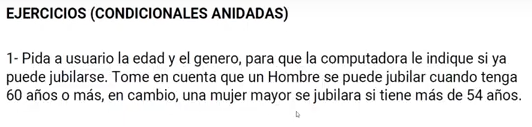 EJERCICIOS (CONDICIONALES ANIDADAS)
1- Pida a usuario la edad y el genero, para que la computadora le indique si ya
puede jubilarse. Tome en cuenta que un Hombre se puede jubilar cuando tenga
60 años o más, en cambio, una mujer mayor se jubilara si tiene más de 54 años.